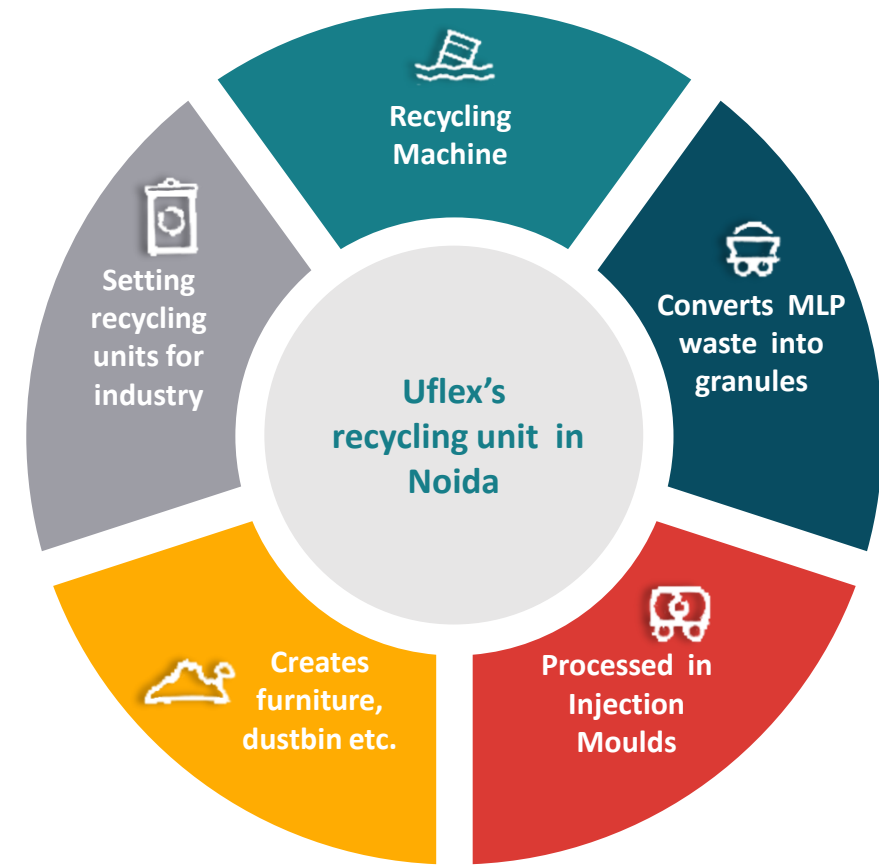 Recycling
Machine
Converts MLP
waste into
granules
Processed in
Injection
Moulds
Creates
furniture,
dustbin etc.
Setting
recycling
units for
industry
Uflex's
recycling unit in
Noida